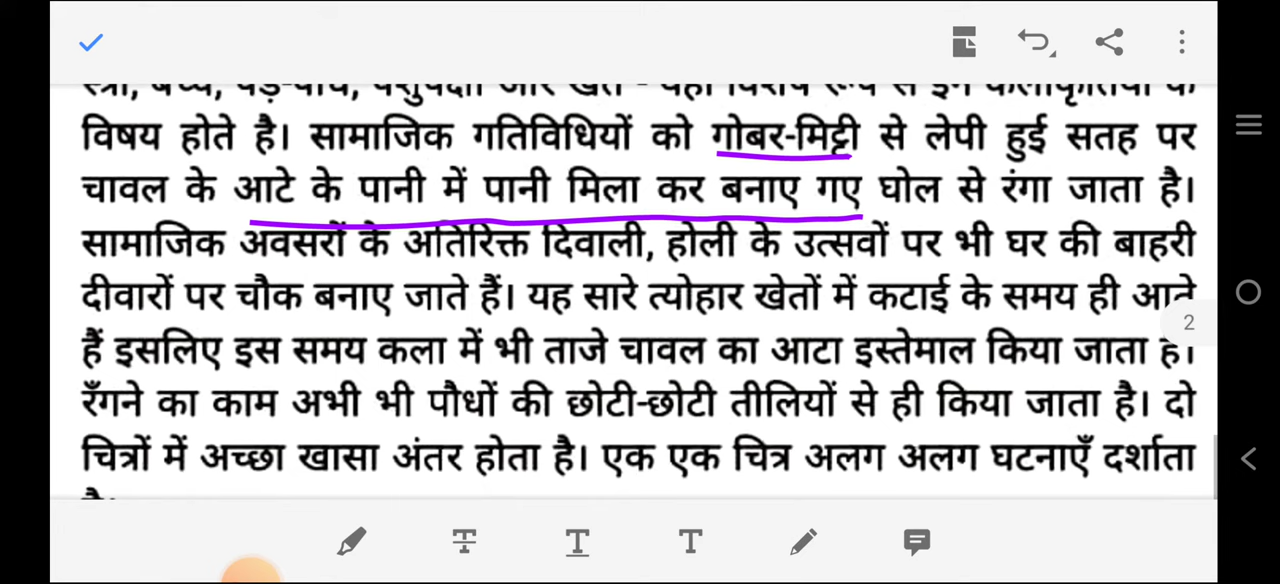 विषय होते है। सामाजिक गतिविधियों को गोबर-मिट्टी से लेपी हुई सतह पर
चावल के आटे के पानी में पानी मिला कर बनाए गए घोल से रंगा जाता है।
सामाजिक अवसरों के अतिरिक्त दिवाली, होली के उत्सवों पर भी घर की बाहरी
दीवारों पर चौक बनाए जाते हैं। यह सारे त्योहार खेतों में कटाई के समय ही आते
2
हैं इसलिए इस समय कला में भी ताजे चावल का आटा इस्तेमाल किया जाता है।
रँगने का काम अभी भी पौधों की छोटी-छोटी तीलियों से ही किया जाता है। दो
चित्रों में अच्छा खासा अंतर होता है। एक एक चित्र अलग अलग घटनाएँ दर्शाता